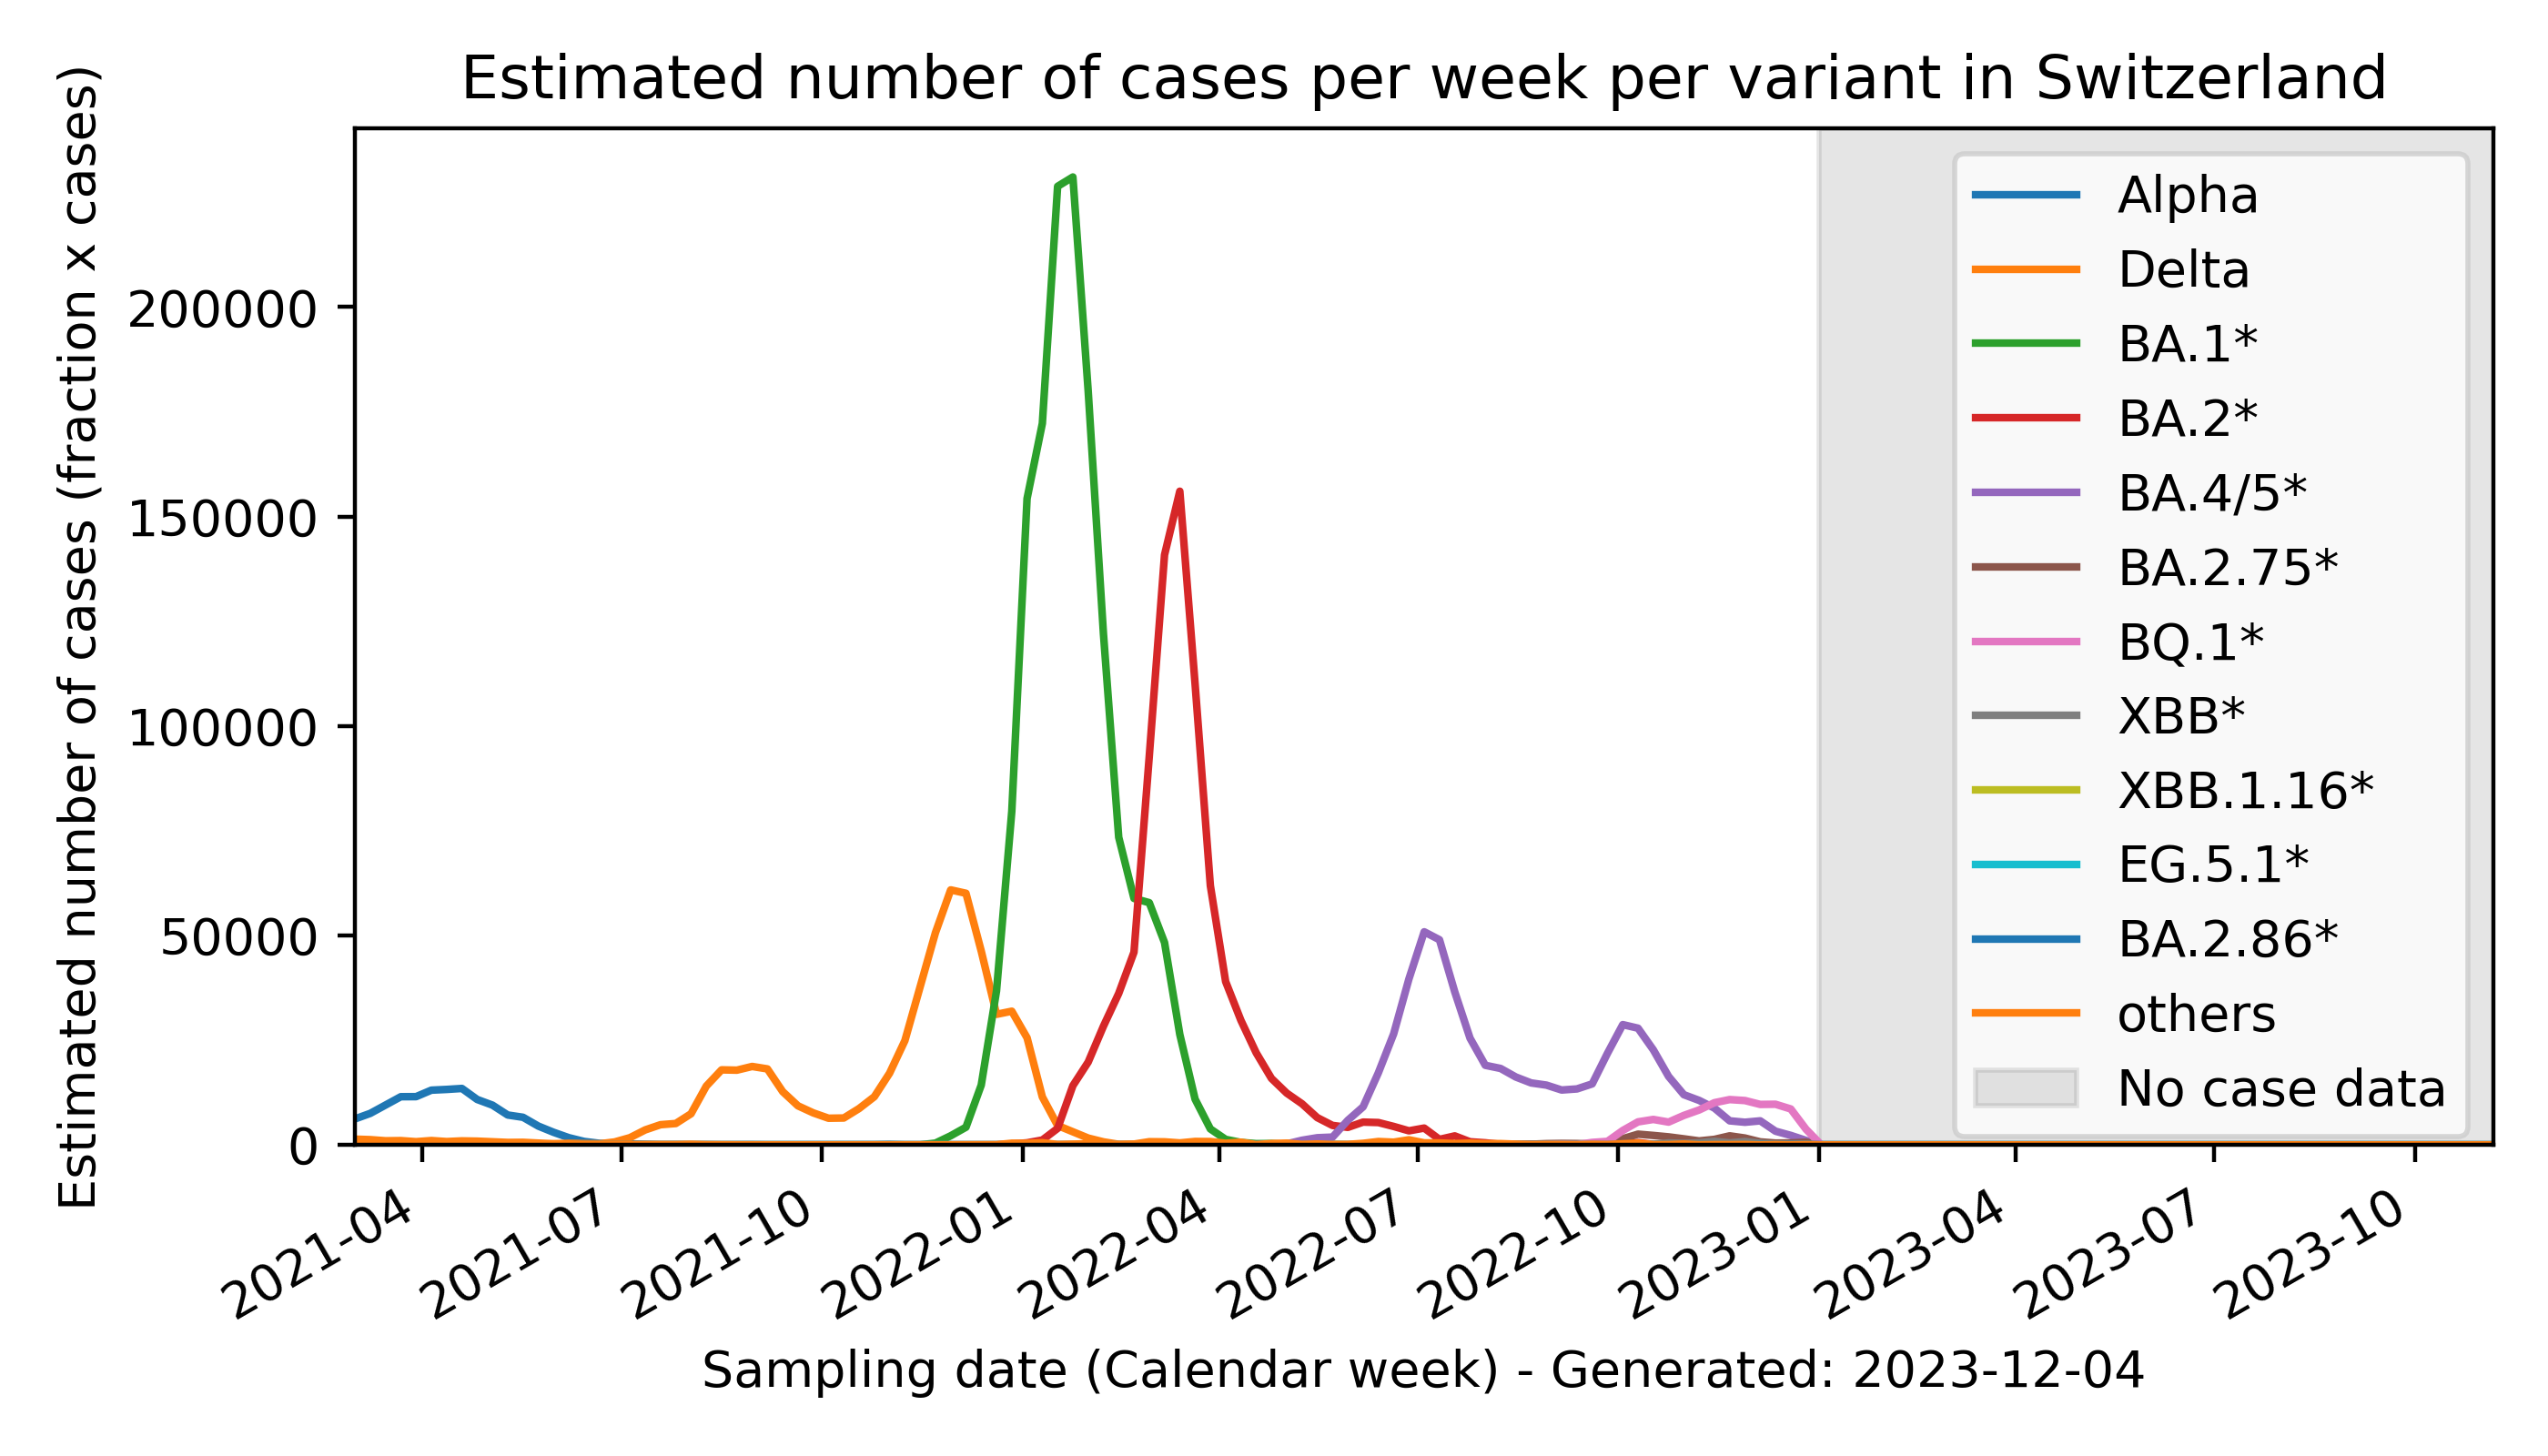 Estimated number of cases per week per variant in Switzerland
Estimated number of cases (fraction x cases)
200000
150000
100000
50000
0
Alpha
Delta
BA.1*
BA.2*
BA.4/5*
BA.2.75*
BQ.1*
XBB*
XBB.1.16*
EG.5.1*
BA.2.86*
others
No case data
2021-04
2021-07
2021-10
2022-01
2022-04
2022-07
2022-10
2023-01
2023-04
2023-07
2023-10
Sampling date (Calendar week) - Generated: 2023-12-04